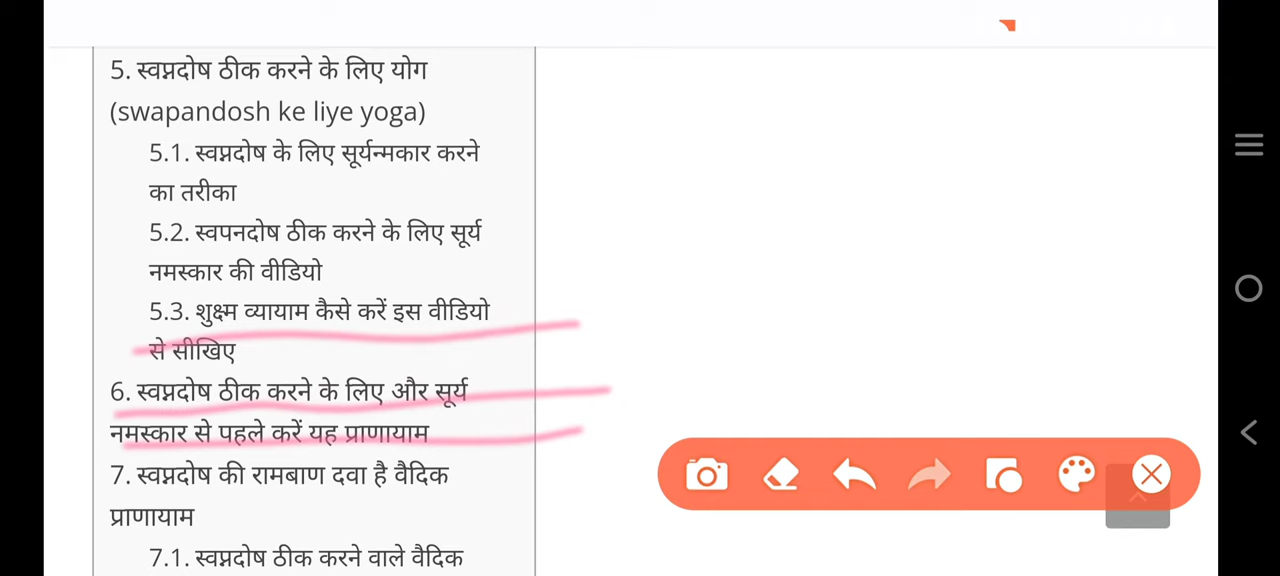 5. स्वप्नदोष ठीक करने के लिए योग
(swapandosh ke liye yoga)
5.1. स्वप्नदोष के लिए सूर्यन्मकार करने
का तरीका
5.2. स्वपनदोष ठीक करने के लिए सूर्य
नमस्कार की वीडियो
5.3. शुक्ष्म व्यायाम कैसे करें इस वीडियो
से सीखिए
6. स्वप्नदोष ठीक करने के लिए और सूर्य
नमस्कार से पहले करें यह प्राणायाम
7. स्वप्नदोष की रामबाण दवा है वैदिक
प्राणायाम
7.1. स्वप्नदोष ठीक करने वाले वैदिक